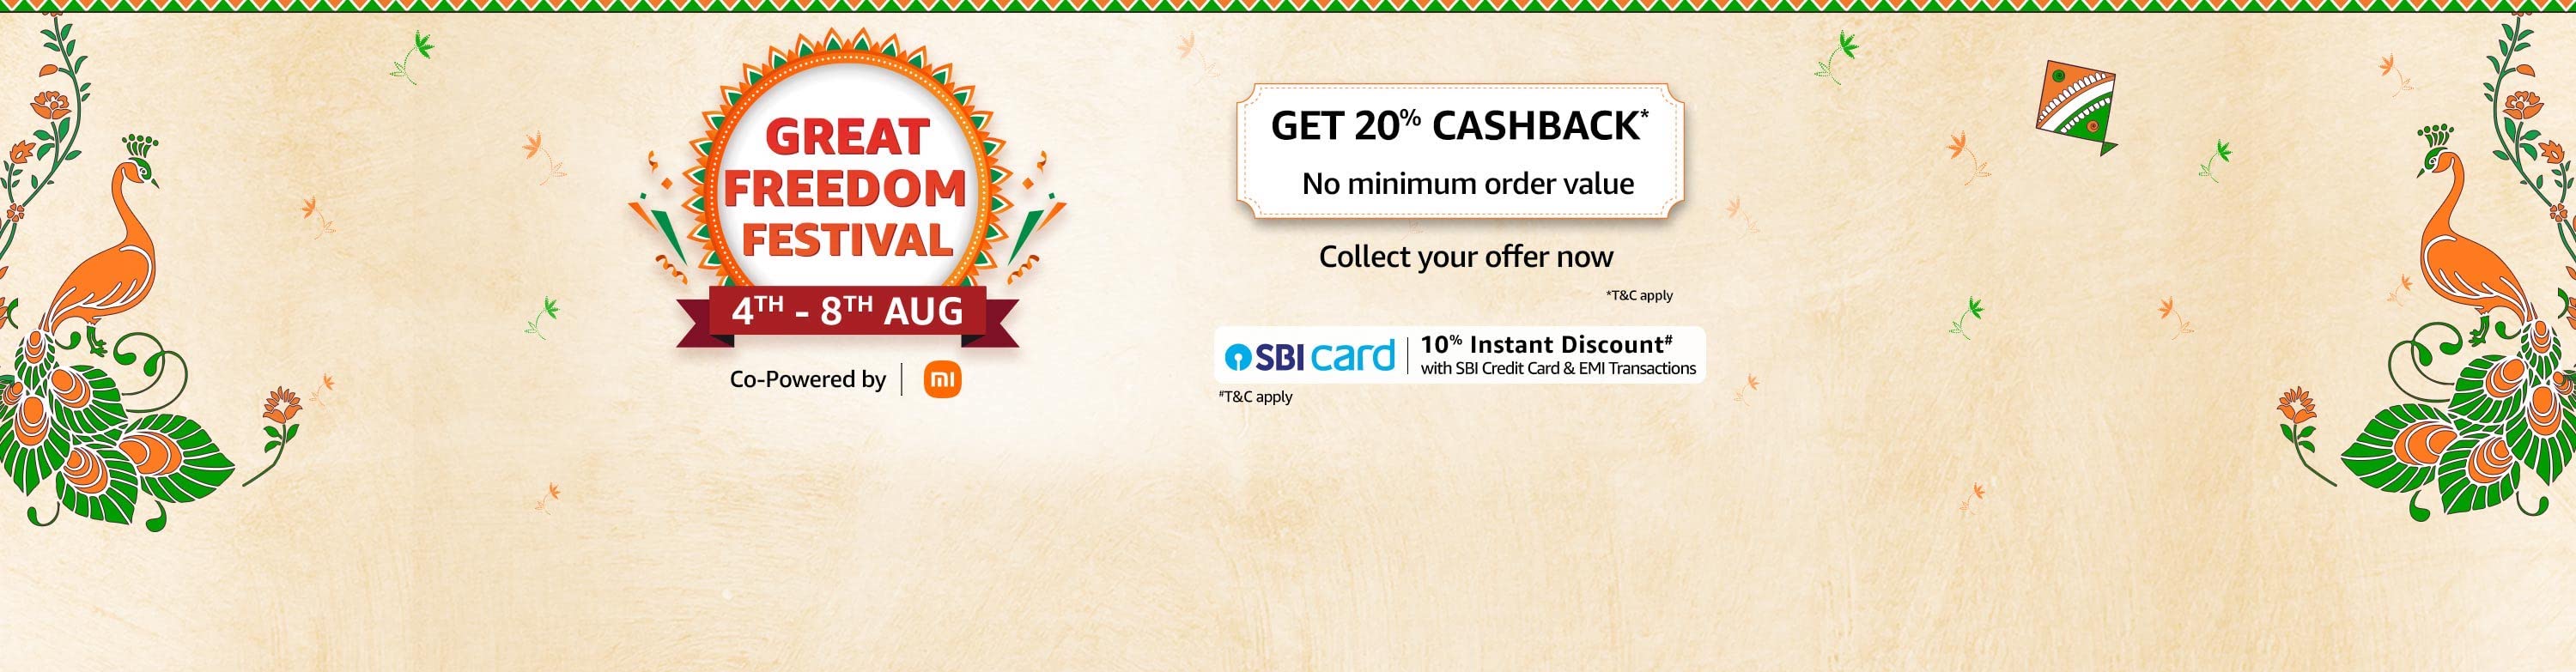 GREAT
FREEDOM
FESTIVAL
4TH - 8TH AUG
Co-Powered by | mi
GET 20% CASHBACK*
No minimum order value
Collect your offer now
*T&C apply
SBI card | 10% Instant Discount#
with SBI Credit Card & EMI Transactions
#T&C apply